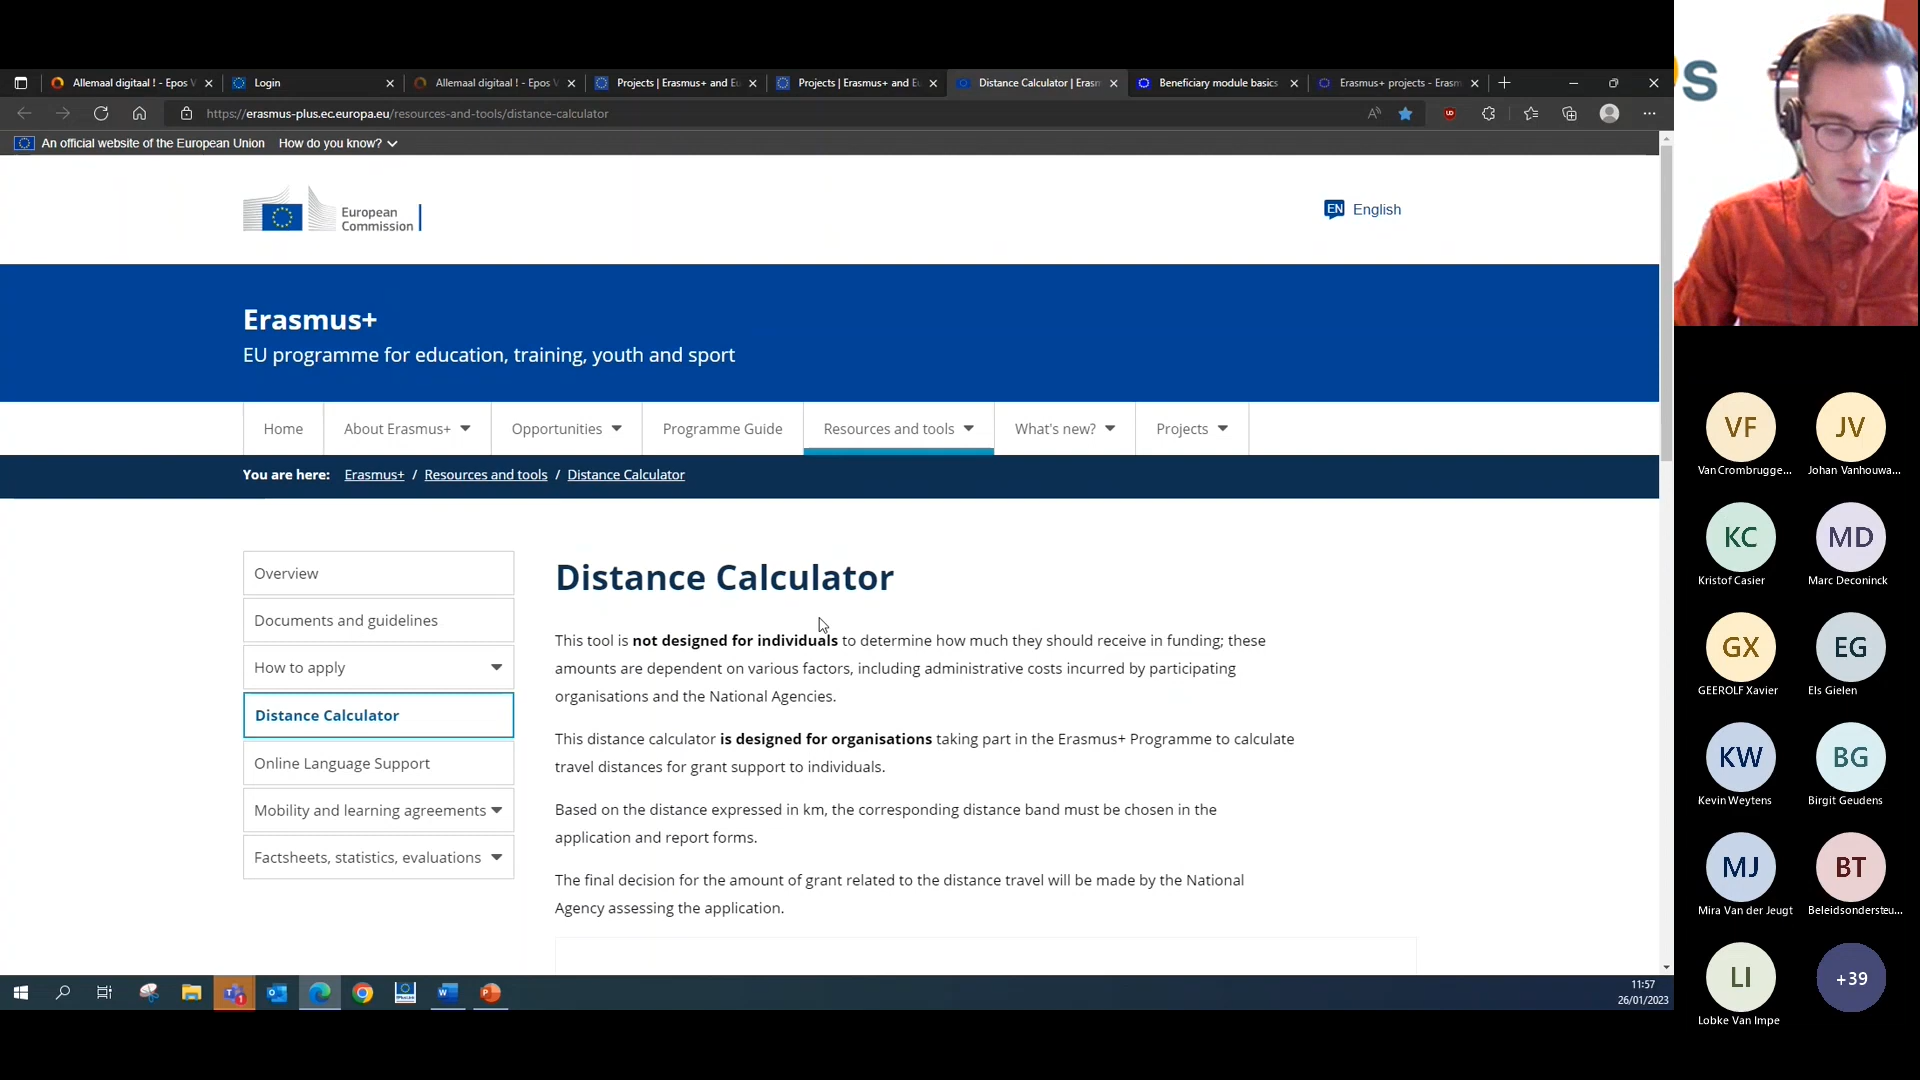 Allemaal digitaal ! - Epos V
Login
Allemaal digitaal ! - Epos V
Projects | Erasmus+ and Eu
Projects | Erasmus+ and Eu
Distance Calculator | Erasm
Beneficiary module basics
Erasmus+ projects - Erasm
https://erasmus-plus.ec.europa.eu/resources-and-tools/distance-calculator
An official website of the European Union How do you know?
European
Commission
EN English
Erasmus+
EU programme for education, training, youth and sport
Home
About Erasmus+
Opportunities
Programme Guide
Resources and tools
What's new?
Projects
You are here: Erasmus+ / Resources and tools / Distance Calculator
Overview
Documents and guidelines
How to apply
Distance Calculator
Online Language Support
Mobility and learning agreements
Factsheets, statistics, evaluations
Distance Calculator
This tool is not designed for individuals to determine how much they should receive in funding; these
amounts are dependent on various factors, including administrative costs incurred by participating
organisations and the National Agencies.
This distance calculator is designed for organisations taking part in the Erasmus+ Programme to calculate
travel distances for grant support to individuals.
Based on the distance expressed in km, the corresponding distance band must be chosen in the
application and report forms.
The final decision for the amount of grant related to the distance travel will be made by the National
Agency assessing the application.
11:57
26/01/2023
s
VF
Van Crombrugge...
JV
Johan Vanhouwa...
KC
Kristof Casier
MD
Marc Deconinck
GX
GEEROLF Xavier
EG
Els Gielen
KW
Kevin Weytens
BG
Birgit Geudens
MJ
Mira Van der Jeugt
BT
Beleidsondersteu...
LI
Lobke Van Impe
+39